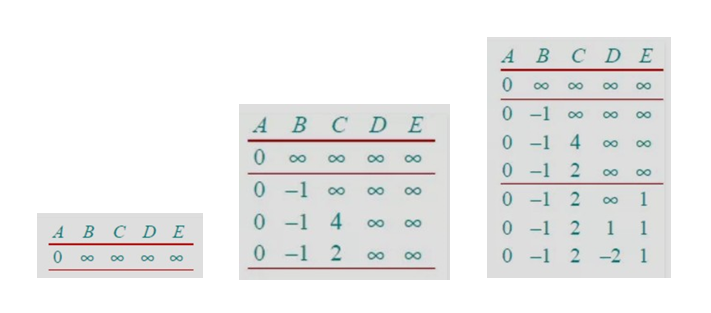 A B C D E
0 ∞ ∞ ∞ ∞
A B C D E
0 ∞ ∞ ∞ ∞
0 −1 ∞ ∞ ∞
0 −1 4 ∞ ∞
0 −1 2 ∞ ∞
A B C D E
0 ∞ ∞ ∞ ∞
0 −1 ∞ ∞ ∞
0 −1 4 ∞ ∞
0 −1 2 ∞ ∞
0 −1 2 ∞ 1
0 −1 2 1 1
0 −1 2 −2 1